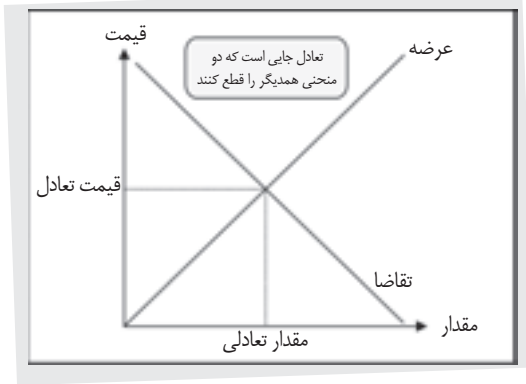 قیمت
عرضه
تعادل جایی است که دو
منحنی همدیگر را قطع کنند
قیمت تعادل
تقاضا
مقدار
مقدار تعادلی